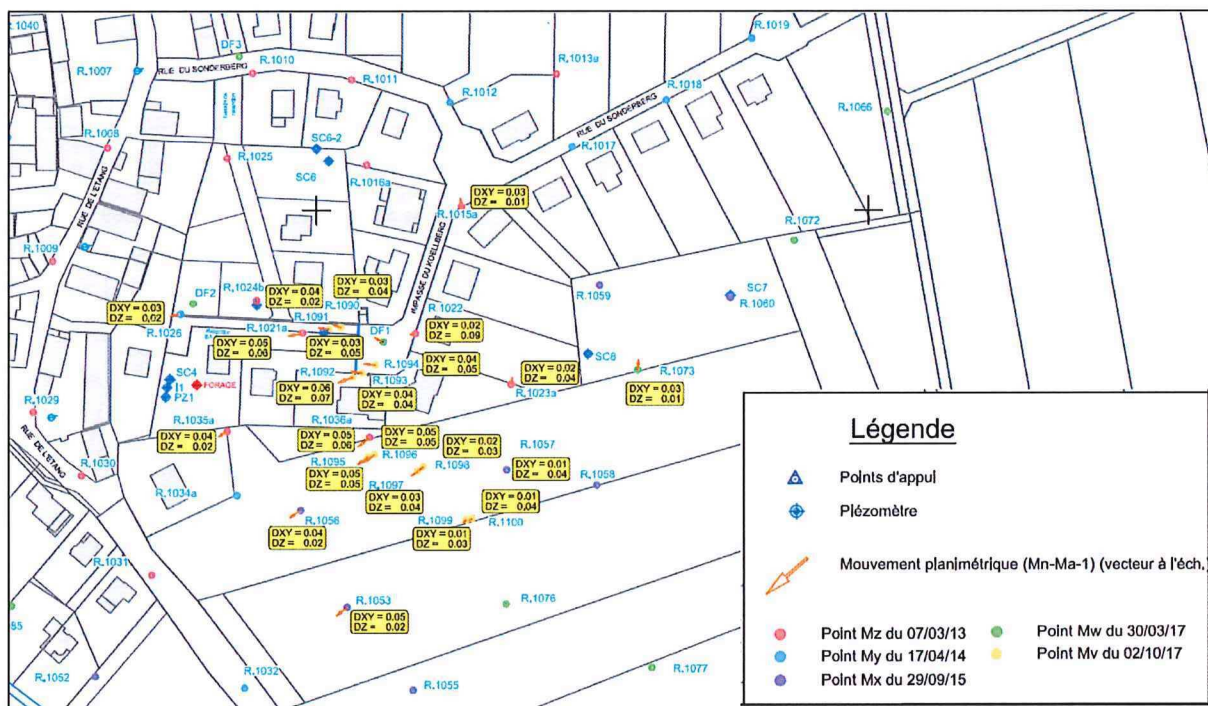 R.1040
R.1007
DF3
R.1010
RUE DU SONDERBERG
R.1011
R.1012
R.1013a
R.1019
R.1018
RUE DU SONDERBERG
R.1017
R.1066
R.1008
SC6-2
SC6
R.1025
R.1016a
RUE DE L'ETANG
R.1015a
DXY = 0.03
DZ = 0.01
R.1072
R.1009
IMPASSE DU KOELLBERG
R.1059
SC7
R.1060
DF2
R.1024b
DXY = 0.04
DZ = 0.02
DXY = 0.03
DZ = 0.04
R.1090
R.1091
R.1022
DXY = 0.03
DZ = 0.02
R.1026
R.1021a
DF1
DXY = 0.02
DZ = 0.09
DXY = 0.05
DZ = 0.06
DXY = 0.03
DZ = 0.05
SC8
SC4
I1
PZ1
FORAGE
R.1092
R.1094
R.1093
DXY = 0.04
DZ = 0.05
DXY = 0.02
DZ = 0.04
R.1073
DXY = 0.06
DZ = 0.07
DXY = 0.04
DZ = 0.04
R.1023a
DXY = 0.03
DZ = 0.01
R.1029
R.1035a
R.1036a
DXY = 0.04
DZ = 0.02
DXY = 0.05
DZ = 0.06
DXY = 0.05
DZ = 0.05
DXY = 0.02
DZ = 0.03
R.1057
RUE DE L'ETANG
R.1030
R.1095
R.1096
R.1098
DXY = 0.01
DZ = 0.04
R.1058
DXY = 0.05
DZ = 0.05
R.1097
R.1034a
DXY = 0.03
DZ = 0.04
DXY = 0.01
DZ = 0.04
R.1056
R.1099
R.1100
DXY = 0.04
DZ = 0.02
DXY = 0.01
DZ = 0.03
R.1031
R.1053
R.1076
DXY = 0.05
DZ = 0.02
R.1052
R.1032
R.1055
R.1077
Légende
Points d'appui
Piézomètre
Mouvement planimétrique (Mn-Ma-1) (vecteur à l'éch.)
Point Mz du 07/03/13
Point Mw du 30/03/17
Point My du 17/04/14
Point Mv du 02/10/17
Point Mx du 29/09/15